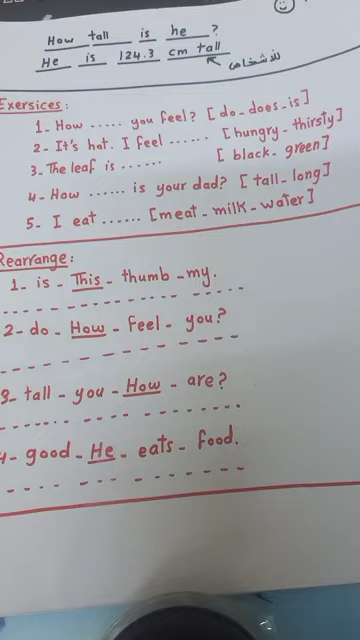 How tall is he ?
He is 124.3 cm tall
للأشخاص
Exersices:
1- How ...... you feel? [do - does - is]
2- It's hot. I feel ...... [hungry - thirsty]
3- The leaf is ...... [black - green]
4- How ...... is your dad? [tall - long]
5- I eat ...... [meat - milk - water]
Rearrange:
1- is - This - thumb - my.
2- do - How - feel - you?
3- tall - you - How - are?
4- good - He - eats - food.